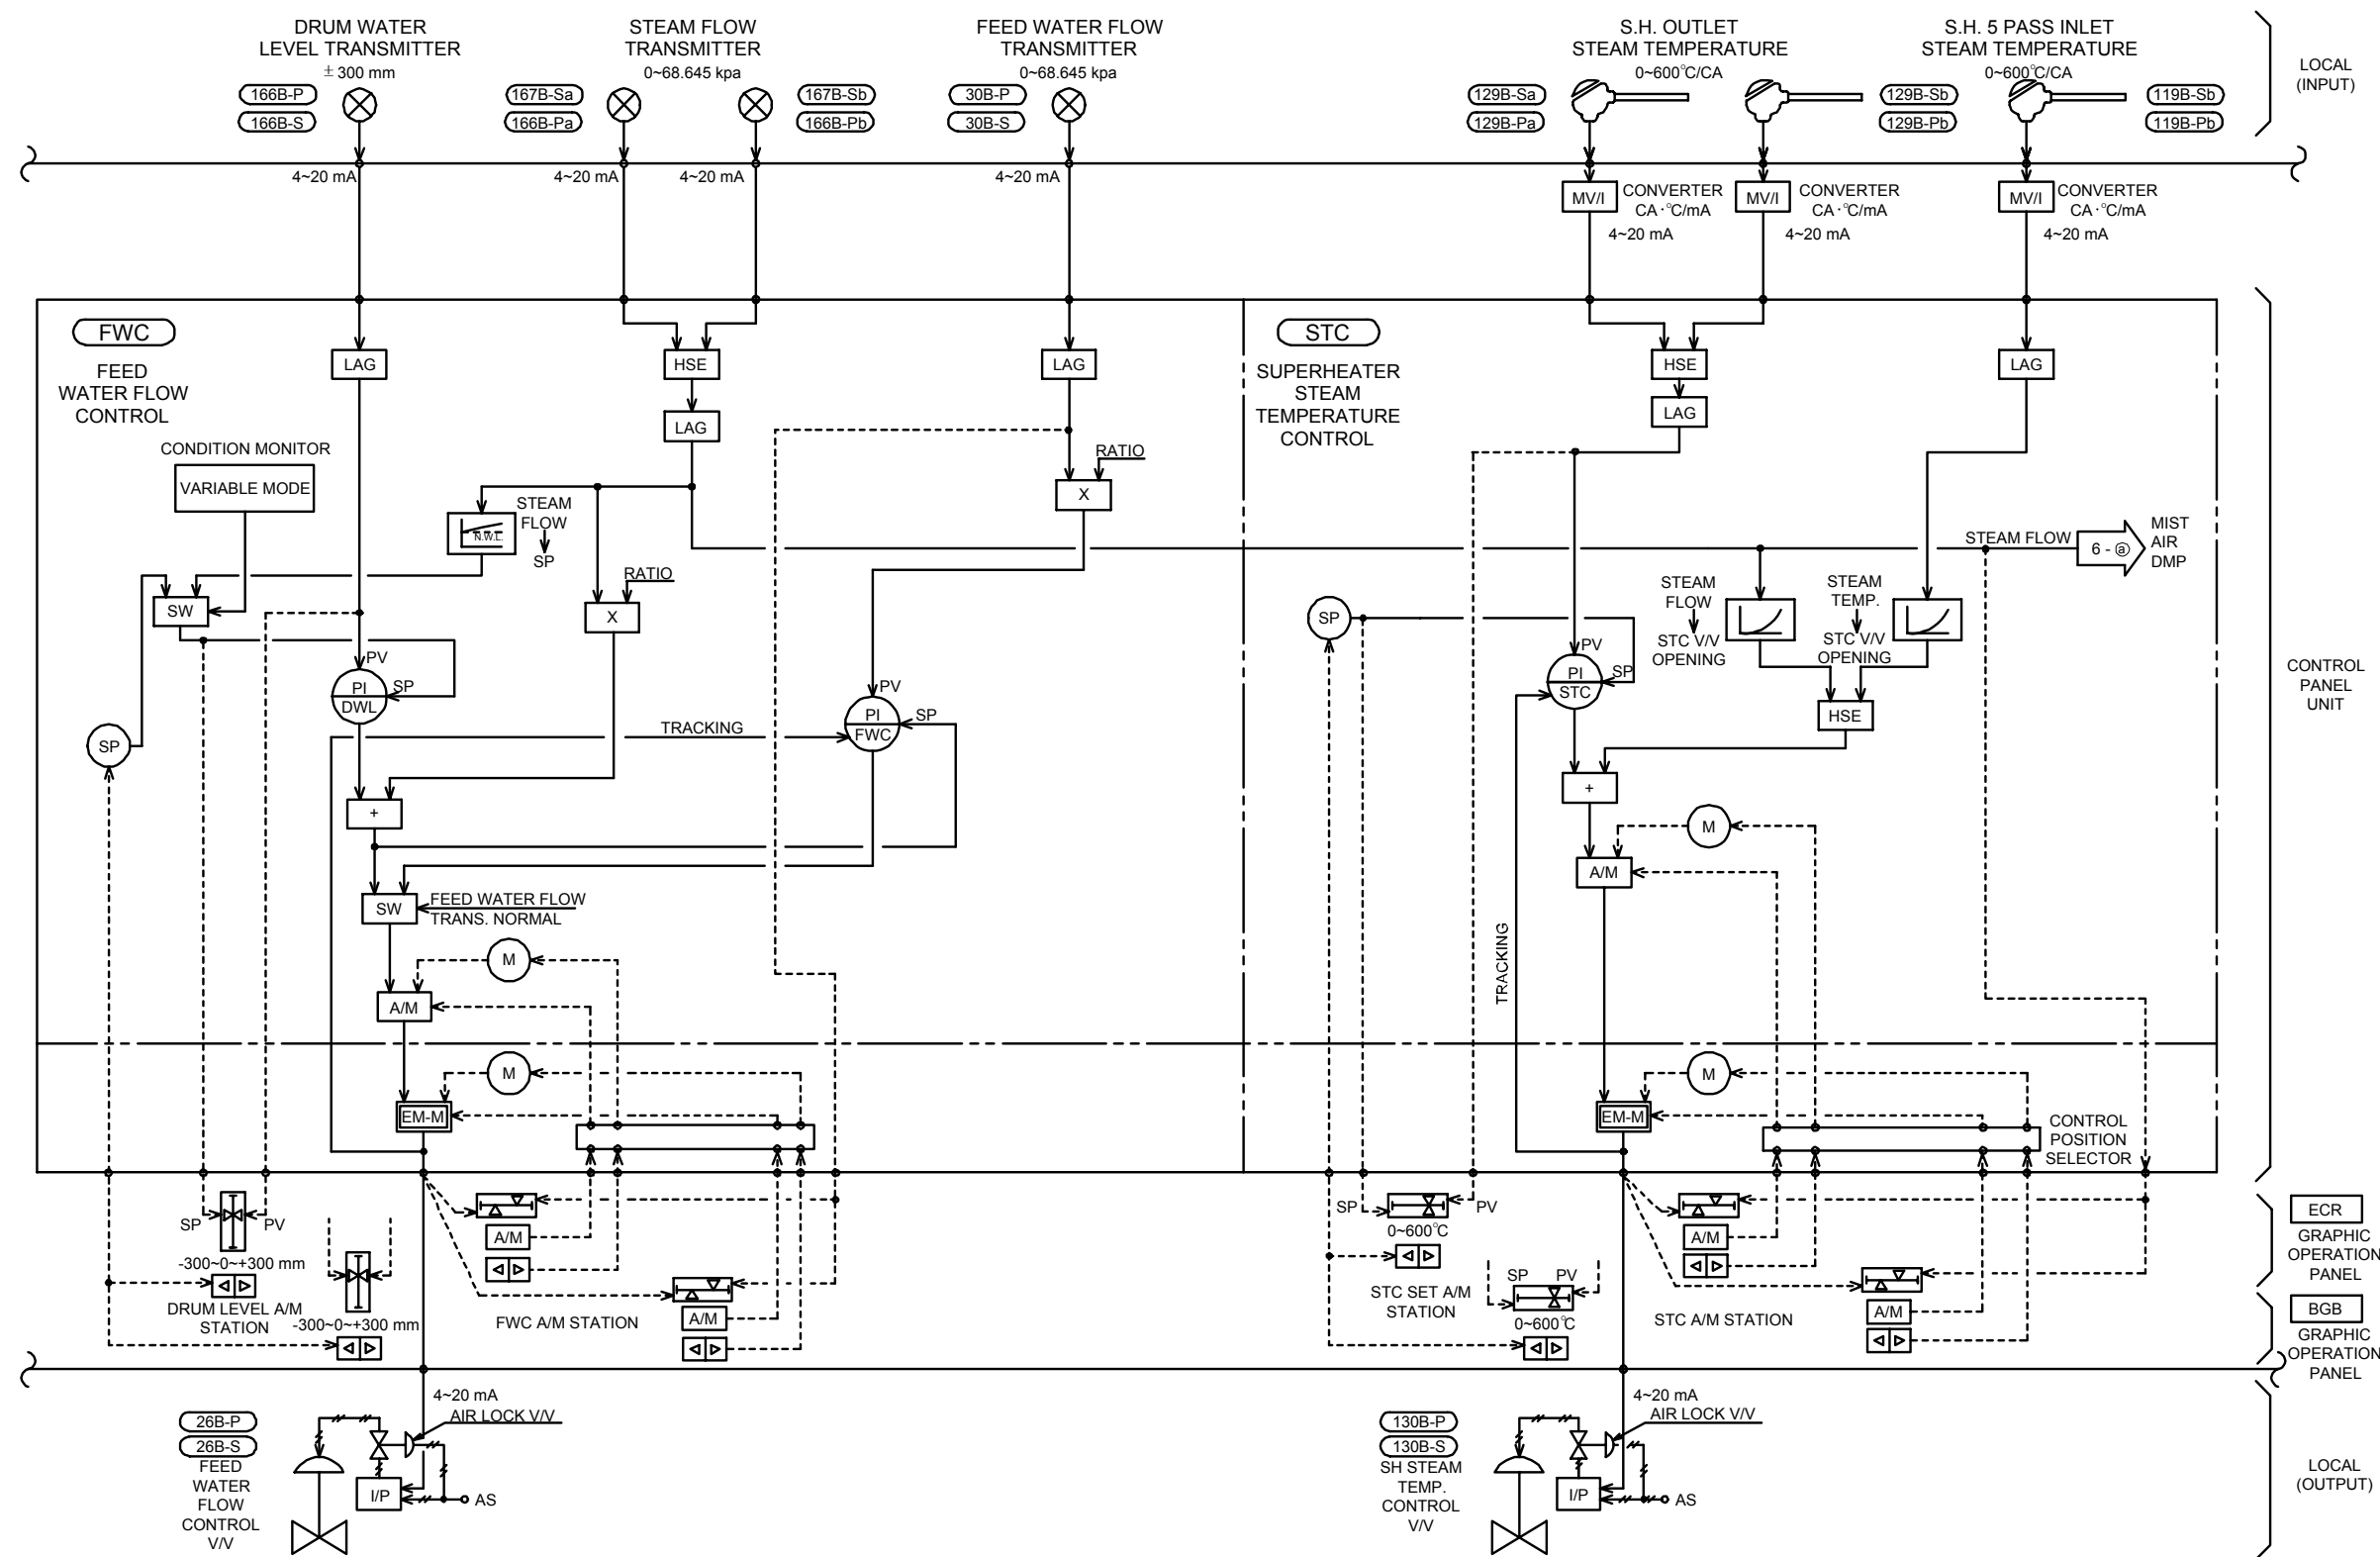 DRUM WATER
LEVEL TRANSMITTER
± 300 mm
166B-P
166B-S
STEAM FLOW
TRANSMITTER
0~68.645 kpa
167B-Sa
166B-Pa
167B-Sb
166B-Pb
FEED WATER FLOW
TRANSMITTER
0~68.645 kpa
30B-P
30B-S
S.H. OUTLET
STEAM TEMPERATURE
0~600°C/CA
129B-Sa
129B-Pa
129B-Sb
129B-Pb
S.H. 5 PASS INLET
STEAM TEMPERATURE
0~600°C/CA
119B-Sb
119B-Pb
LOCAL
(INPUT)
4~20 mA
4~20 mA
4~20 mA
4~20 mA
MV/I
CONVERTER
CA·°C/mA
4~20 mA
MV/I
CONVERTER
CA·°C/mA
4~20 mA
MV/I
CONVERTER
CA·°C/mA
4~20 mA
FWC
FEED
WATER FLOW
CONTROL
LAG
HSE
LAG
LAG
STC
SUPERHEATER
STEAM
TEMPERATURE
CONTROL
HSE
LAG
LAG
CONDITION MONITOR
VARIABLE MODE
N.W.L.
STEAM
FLOW
SP
RATIO
X
RATIO
X
SW
STEAM FLOW
6 - ⓐ
MIST
AIR
DMP
STEAM
FLOW
STC V/V
OPENING
STEAM
TEMP.
STC V/V
OPENING
SP
PV
PI
DWL
SP
SP
TRACKING
PV
PI
FWC
SP
PV
PI
STC
SP
HSE
CONTROL
PANEL
UNIT
+
+
M
A/M
SW
FEED WATER FLOW
TRANS. NORMAL
M
A/M
TRACKING
M
EM-M
M
EM-M
CONTROL
POSITION
SELECTOR
SP
PV
-300~0~+300 mm
DRUM LEVEL A/M
STATION
-300~0~+300 mm
A/M
FWC A/M STATION
A/M
SP
PV
0~600°C
STC SET A/M
STATION
SP
PV
0~600°C
A/M
STC A/M STATION
A/M
ECR
GRAPHIC
OPERATION
PANEL
BGB
GRAPHIC
OPERATION
PANEL
4~20 mA
AIR LOCK V/V
26B-P
26B-S
FEED
WATER
FLOW
CONTROL
V/V
I/P
AS
4~20 mA
AIR LOCK V/V
130B-P
130B-S
SH STEAM
TEMP.
CONTROL
V/V
I/P
AS
LOCAL
(OUTPUT)